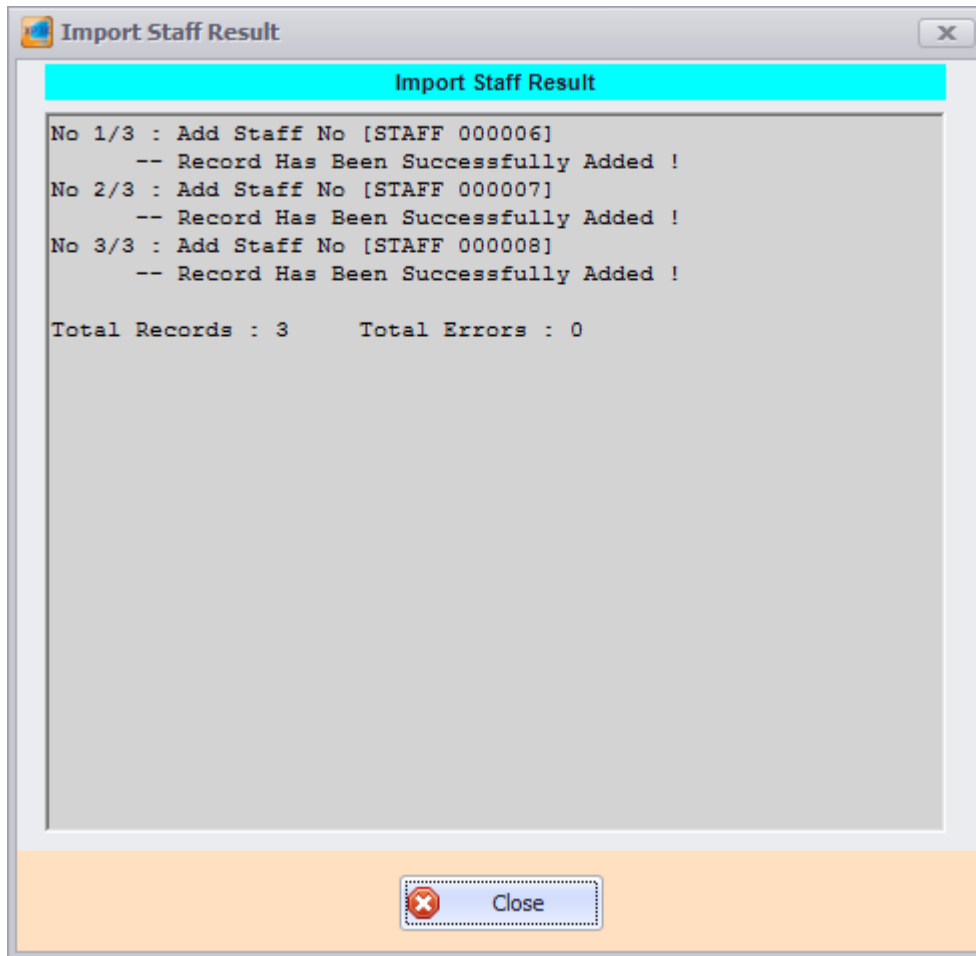 Import Staff Result
Import Staff Result
No 1/3 : Add Staff No [STAFF 000006]
-- Record Has Been Successfully Added !
No 2/3 : Add Staff No [STAFF 000007]
-- Record Has Been Successfully Added !
No 3/3 : Add Staff No [STAFF 000008]
-- Record Has Been Successfully Added !
Total Records : 3     Total Errors : 0
Close